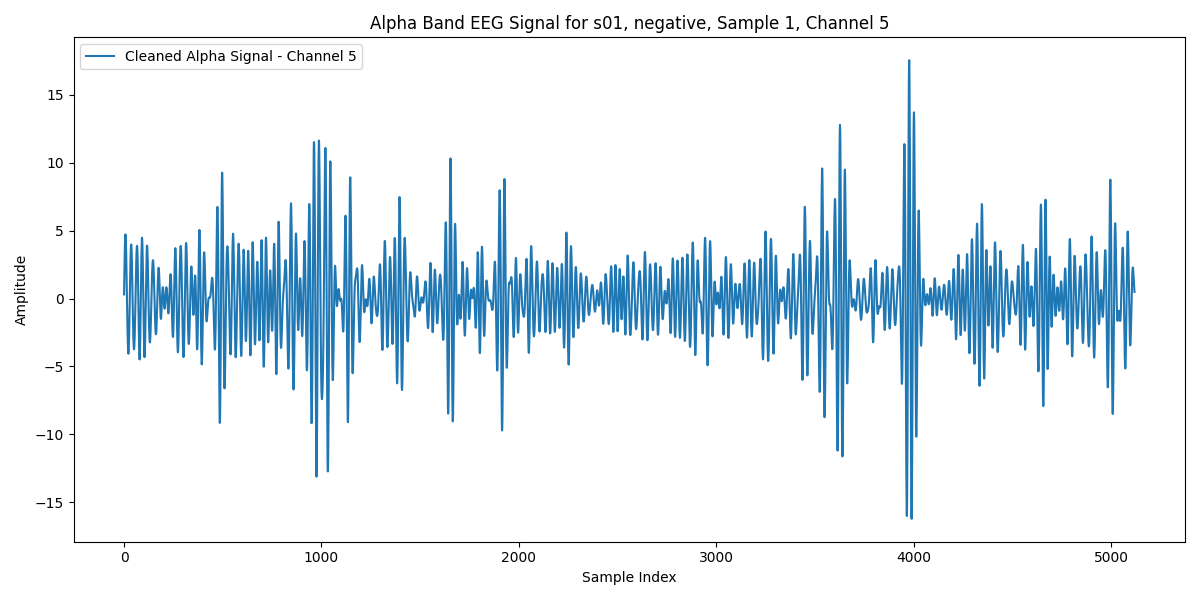 Alpha Band EEG Signal for s01, negative, Sample 1, Channel 5
Cleaned Alpha Signal - Channel 5
Amplitude
15
10
5
0
−5
−10
−15
0 1000 2000 3000 4000 5000
Sample Index